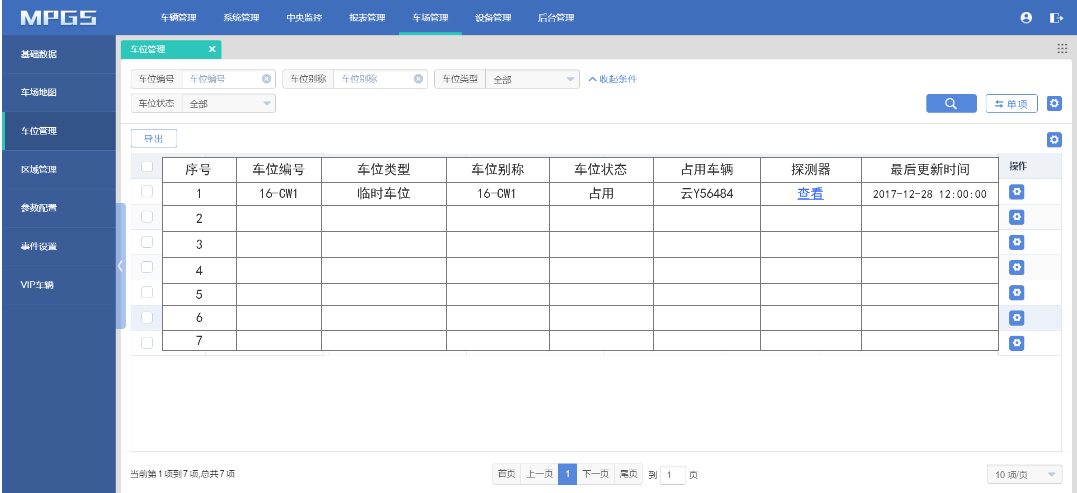 MPGS 车辆管理 系统管理 中央监控 报表管理 车场管理 设备管理 后台管理
基础数据
车场地图
车位管理
区域管理
参数配置
事件设置
VIP车辆
车位管理 ×
车位编号 车位编号 车位别称 车位别称 车位类型 全部 收起条件
车位状态 全部 单项
导出
序号 车位编号 车位类型 车位别称 车位状态 占用车辆 探测器 最后更新时间 操作
1 16-CW1 临时车位 16-CW1 占用 云Y56484 查看 2017-12-28 12:00:00
2
3
4
5
6
7
当前第1项到7项,总共7项 首页 上一页 1 下一页 尾页 到 1 页 10 项/页